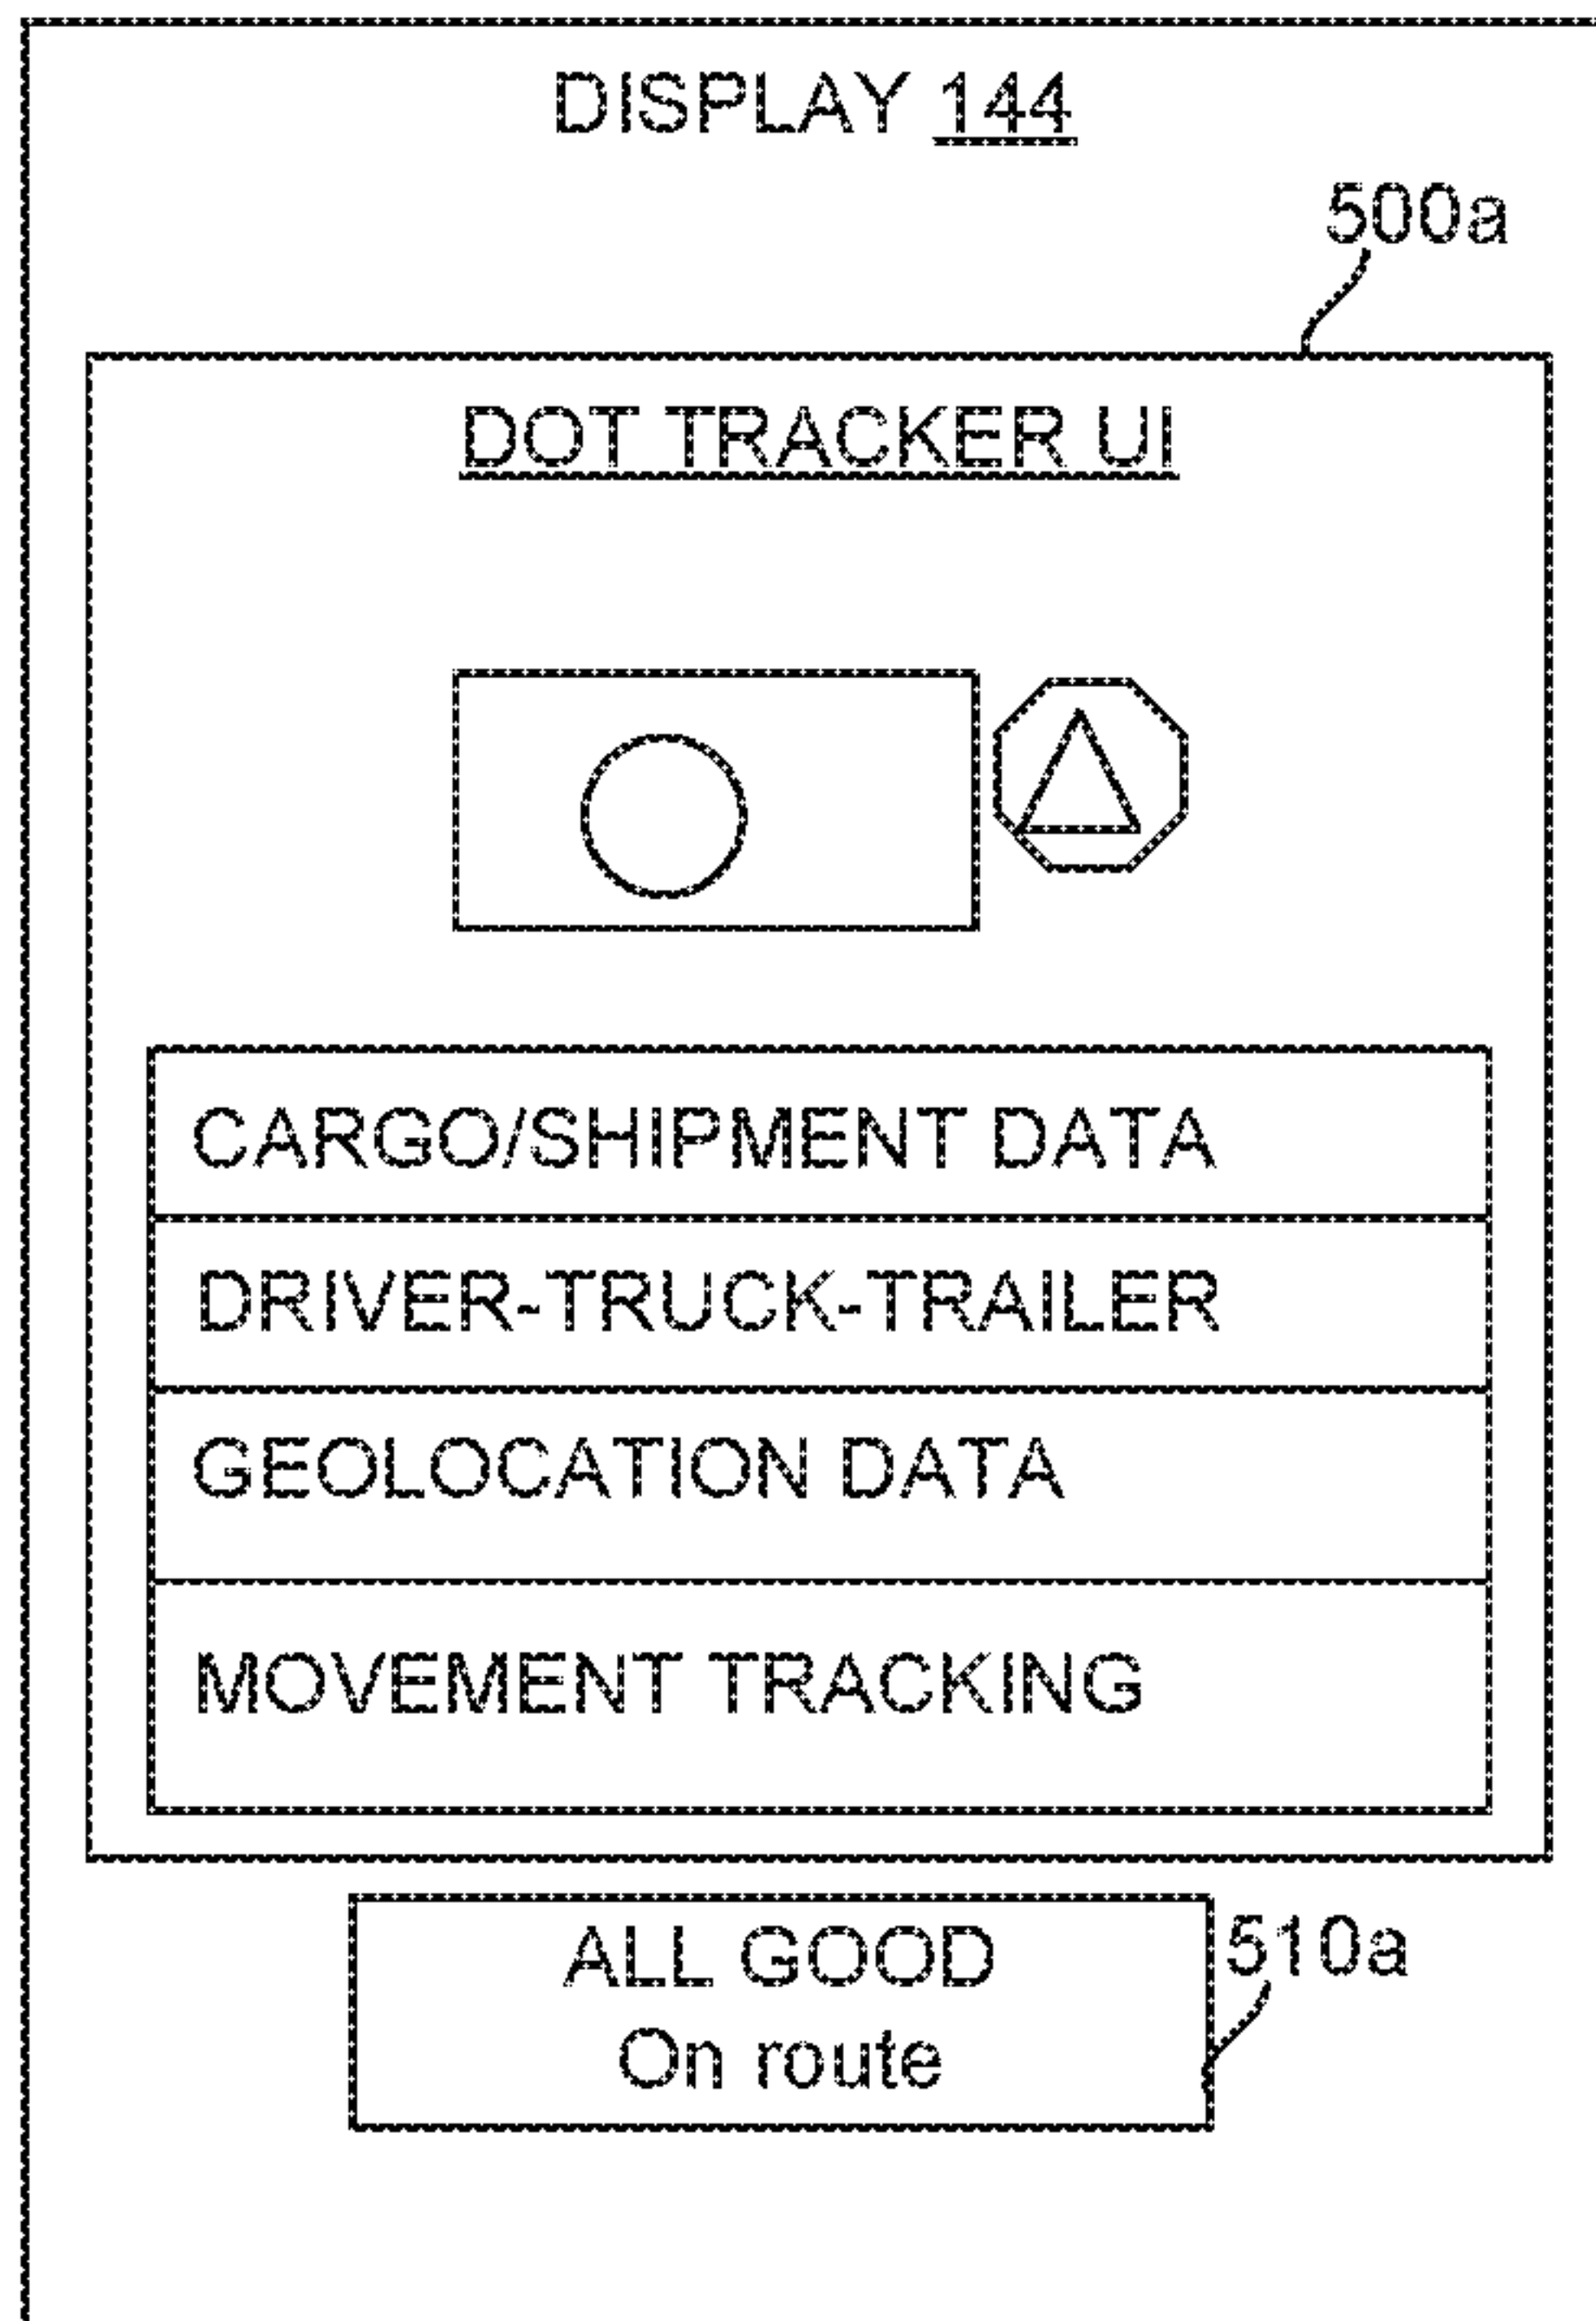 DISPLAY 144
500a
DOT TRACKER UI
CARGO/SHIPMENT DATA
DRIVER-TRUCK-TRAILER
GEOLOCATION DATA
MOVEMENT TRACKING
ALL GOOD
510a
On route